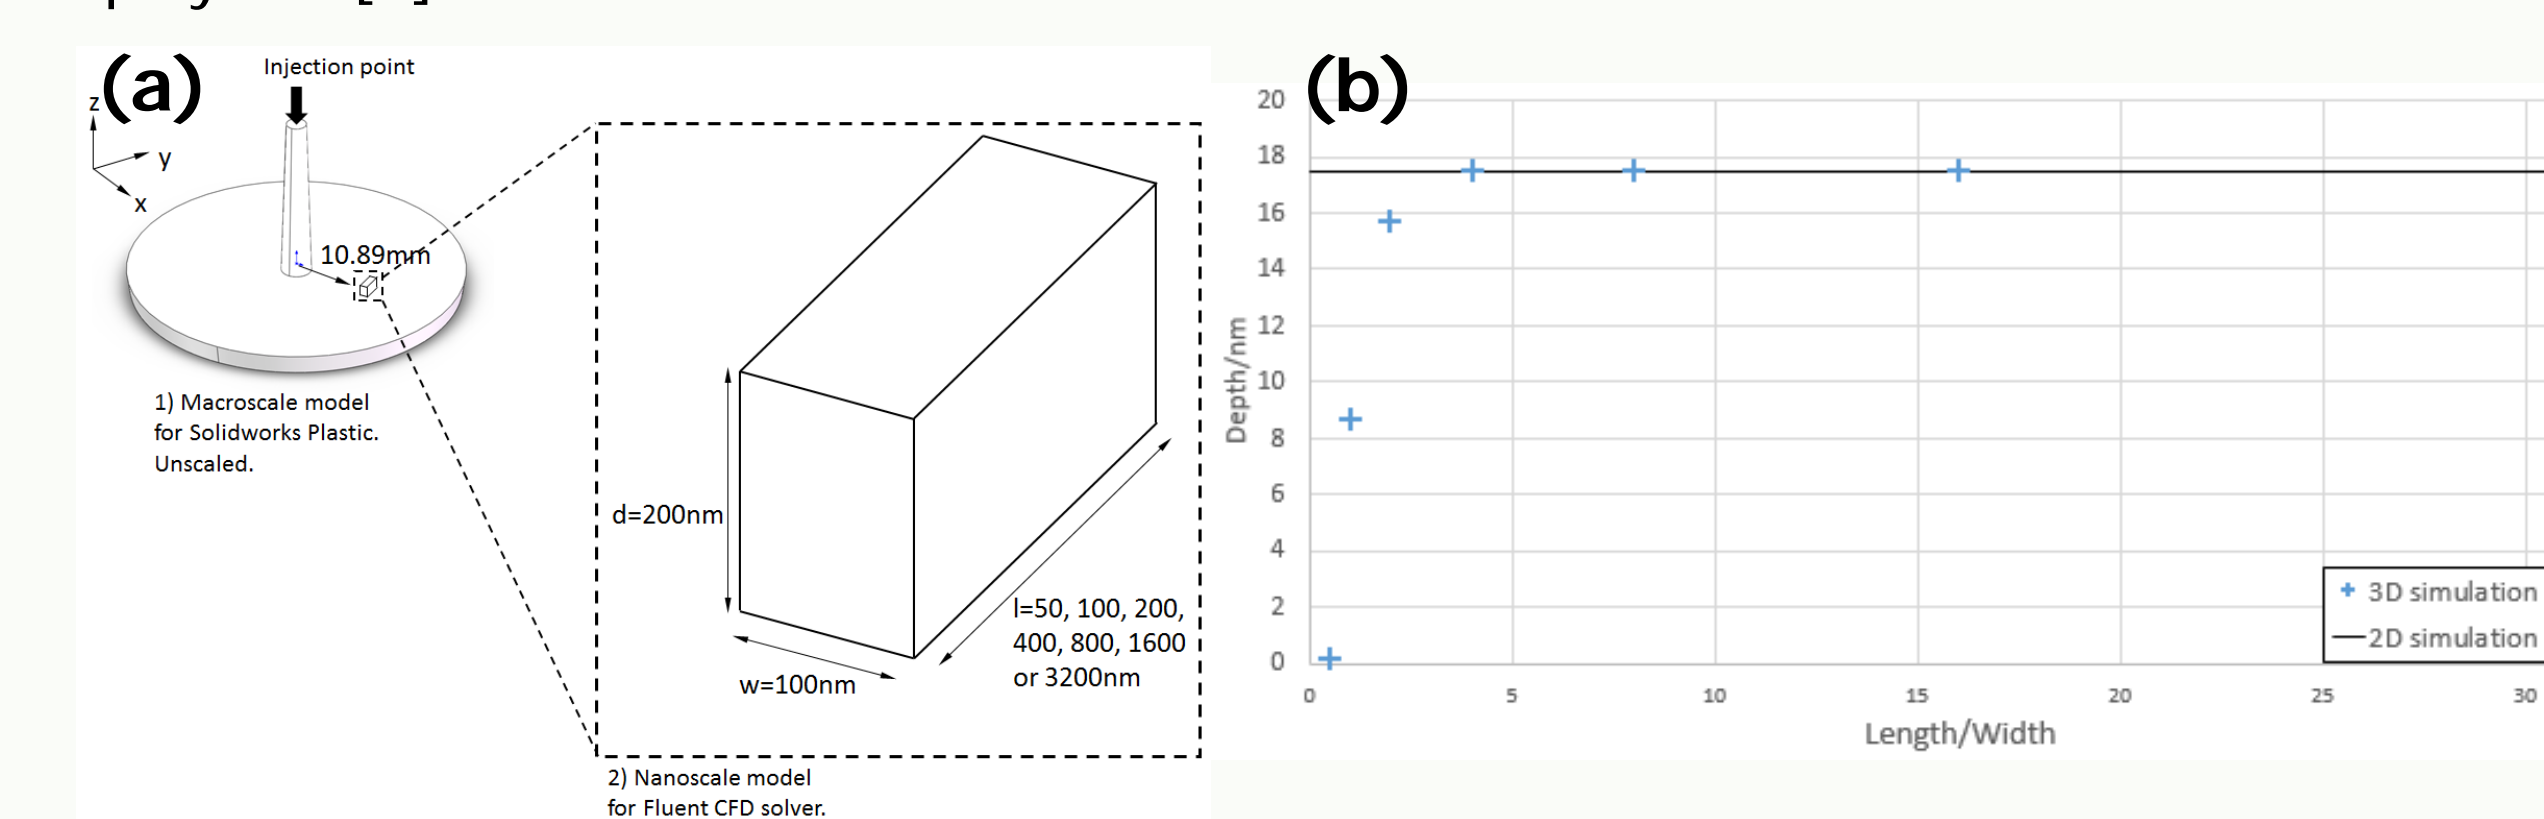 (a)
Injection point
z
y
x
10.89mm
1) Macroscale model
for Solidworks Plastic.
Unscaled.
d=200nm
w=100nm
l=50, 100, 200,
400, 800, 1600
or 3200nm
2) Nanoscale model
for Fluent CFD solver.
(b)
Depth/nm
20
18
16
14
12
10
8
6
4
2
0
0 5 10 15 20 25 30
Length/Width
3D simulation
2D simulation